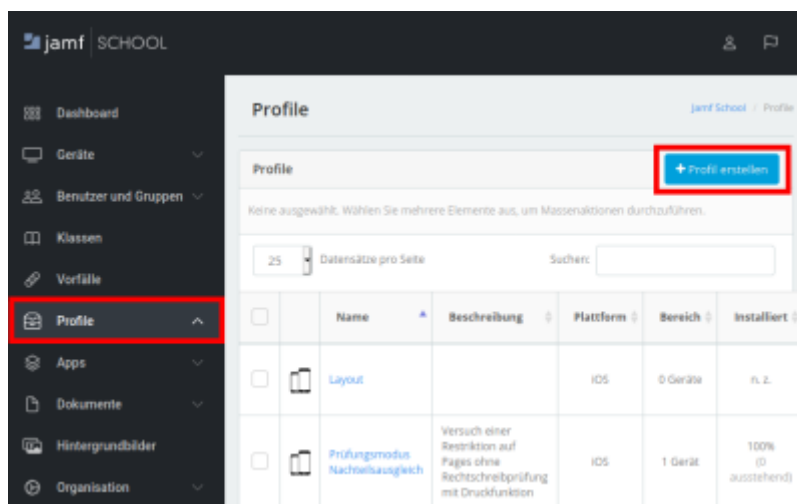 jamf SCHOOL
Dashboard
Geräte
Benutzer und Gruppen
Klassen
Vorfälle
Profile
Apps
Dokumente
Hintergrundbilder
Organisation
Profile
Jamf School / Profile
Profile
+ Profil erstellen
Keine ausgewählt. Wählen Sie mehrere Elemente aus, um Massenaktionen durchzuführen.
25 Datensätze pro Seite Suchen:
Name Beschreibung Plattform Bereich Installiert
Layout iOS 0 Geräte n. z.
Prüfungsmodus
Nachteilsausgleich
Versuch einer
Restriktion auf
Pages ohne
Rechtschreibprüfung
mit Druckfunktion
iOS
1 Gerät
100%
(0
ausstehend)